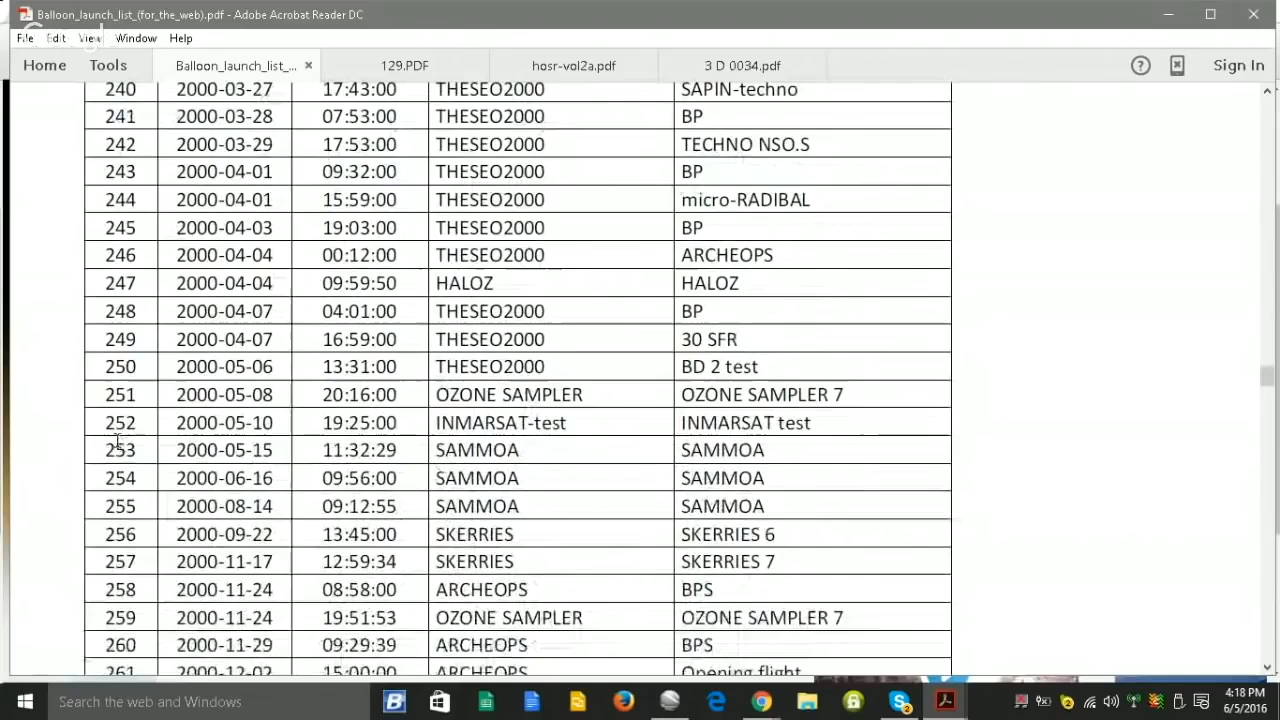 Balloon_launch_list_(for_the_web).pdf - Adobe Acrobat Reader DC
Google
File Edit View Window Help
Home Tools Balloon_launch_list_... × 129.PDF hosr-vol2a.pdf 3 D 0034.pdf Sign In
240 2000-03-27 17:43:00 THESEO2000 SAPIN-techno
241 2000-03-28 07:53:00 THESEO2000 BP
242 2000-03-29 17:53:00 THESEO2000 TECHNO NSO.S
243 2000-04-01 09:32:00 THESEO2000 BP
244 2000-04-01 15:59:00 THESEO2000 micro-RADIBAL
245 2000-04-03 19:03:00 THESEO2000 BP
246 2000-04-04 00:12:00 THESEO2000 ARCHEOPS
247 2000-04-04 09:59:50 HALOZ HALOZ
248 2000-04-07 04:01:00 THESEO2000 BP
249 2000-04-07 16:59:00 THESEO2000 30 SFR
250 2000-05-06 13:31:00 THESEO2000 BD 2 test
251 2000-05-08 20:16:00 OZONE SAMPLER OZONE SAMPLER 7
252 2000-05-10 19:25:00 INMARSAT-test INMARSAT test
253 2000-05-15 11:32:29 SAMMOA SAMMOA
254 2000-06-16 09:56:00 SAMMOA SAMMOA
255 2000-08-14 09:12:55 SAMMOA SAMMOA
256 2000-09-22 13:45:00 SKERRIES SKERRIES 6
257 2000-11-17 12:59:34 SKERRIES SKERRIES 7
258 2000-11-24 08:58:00 ARCHEOPS BPS
259 2000-11-24 19:51:53 OZONE SAMPLER OZONE SAMPLER 7
260 2000-11-29 09:29:39 ARCHEOPS BPS
261 2000-12-02 15:00:00 ARCHEOPS Opening flight
Search the web and Windows
4:18 PM
6/5/2016